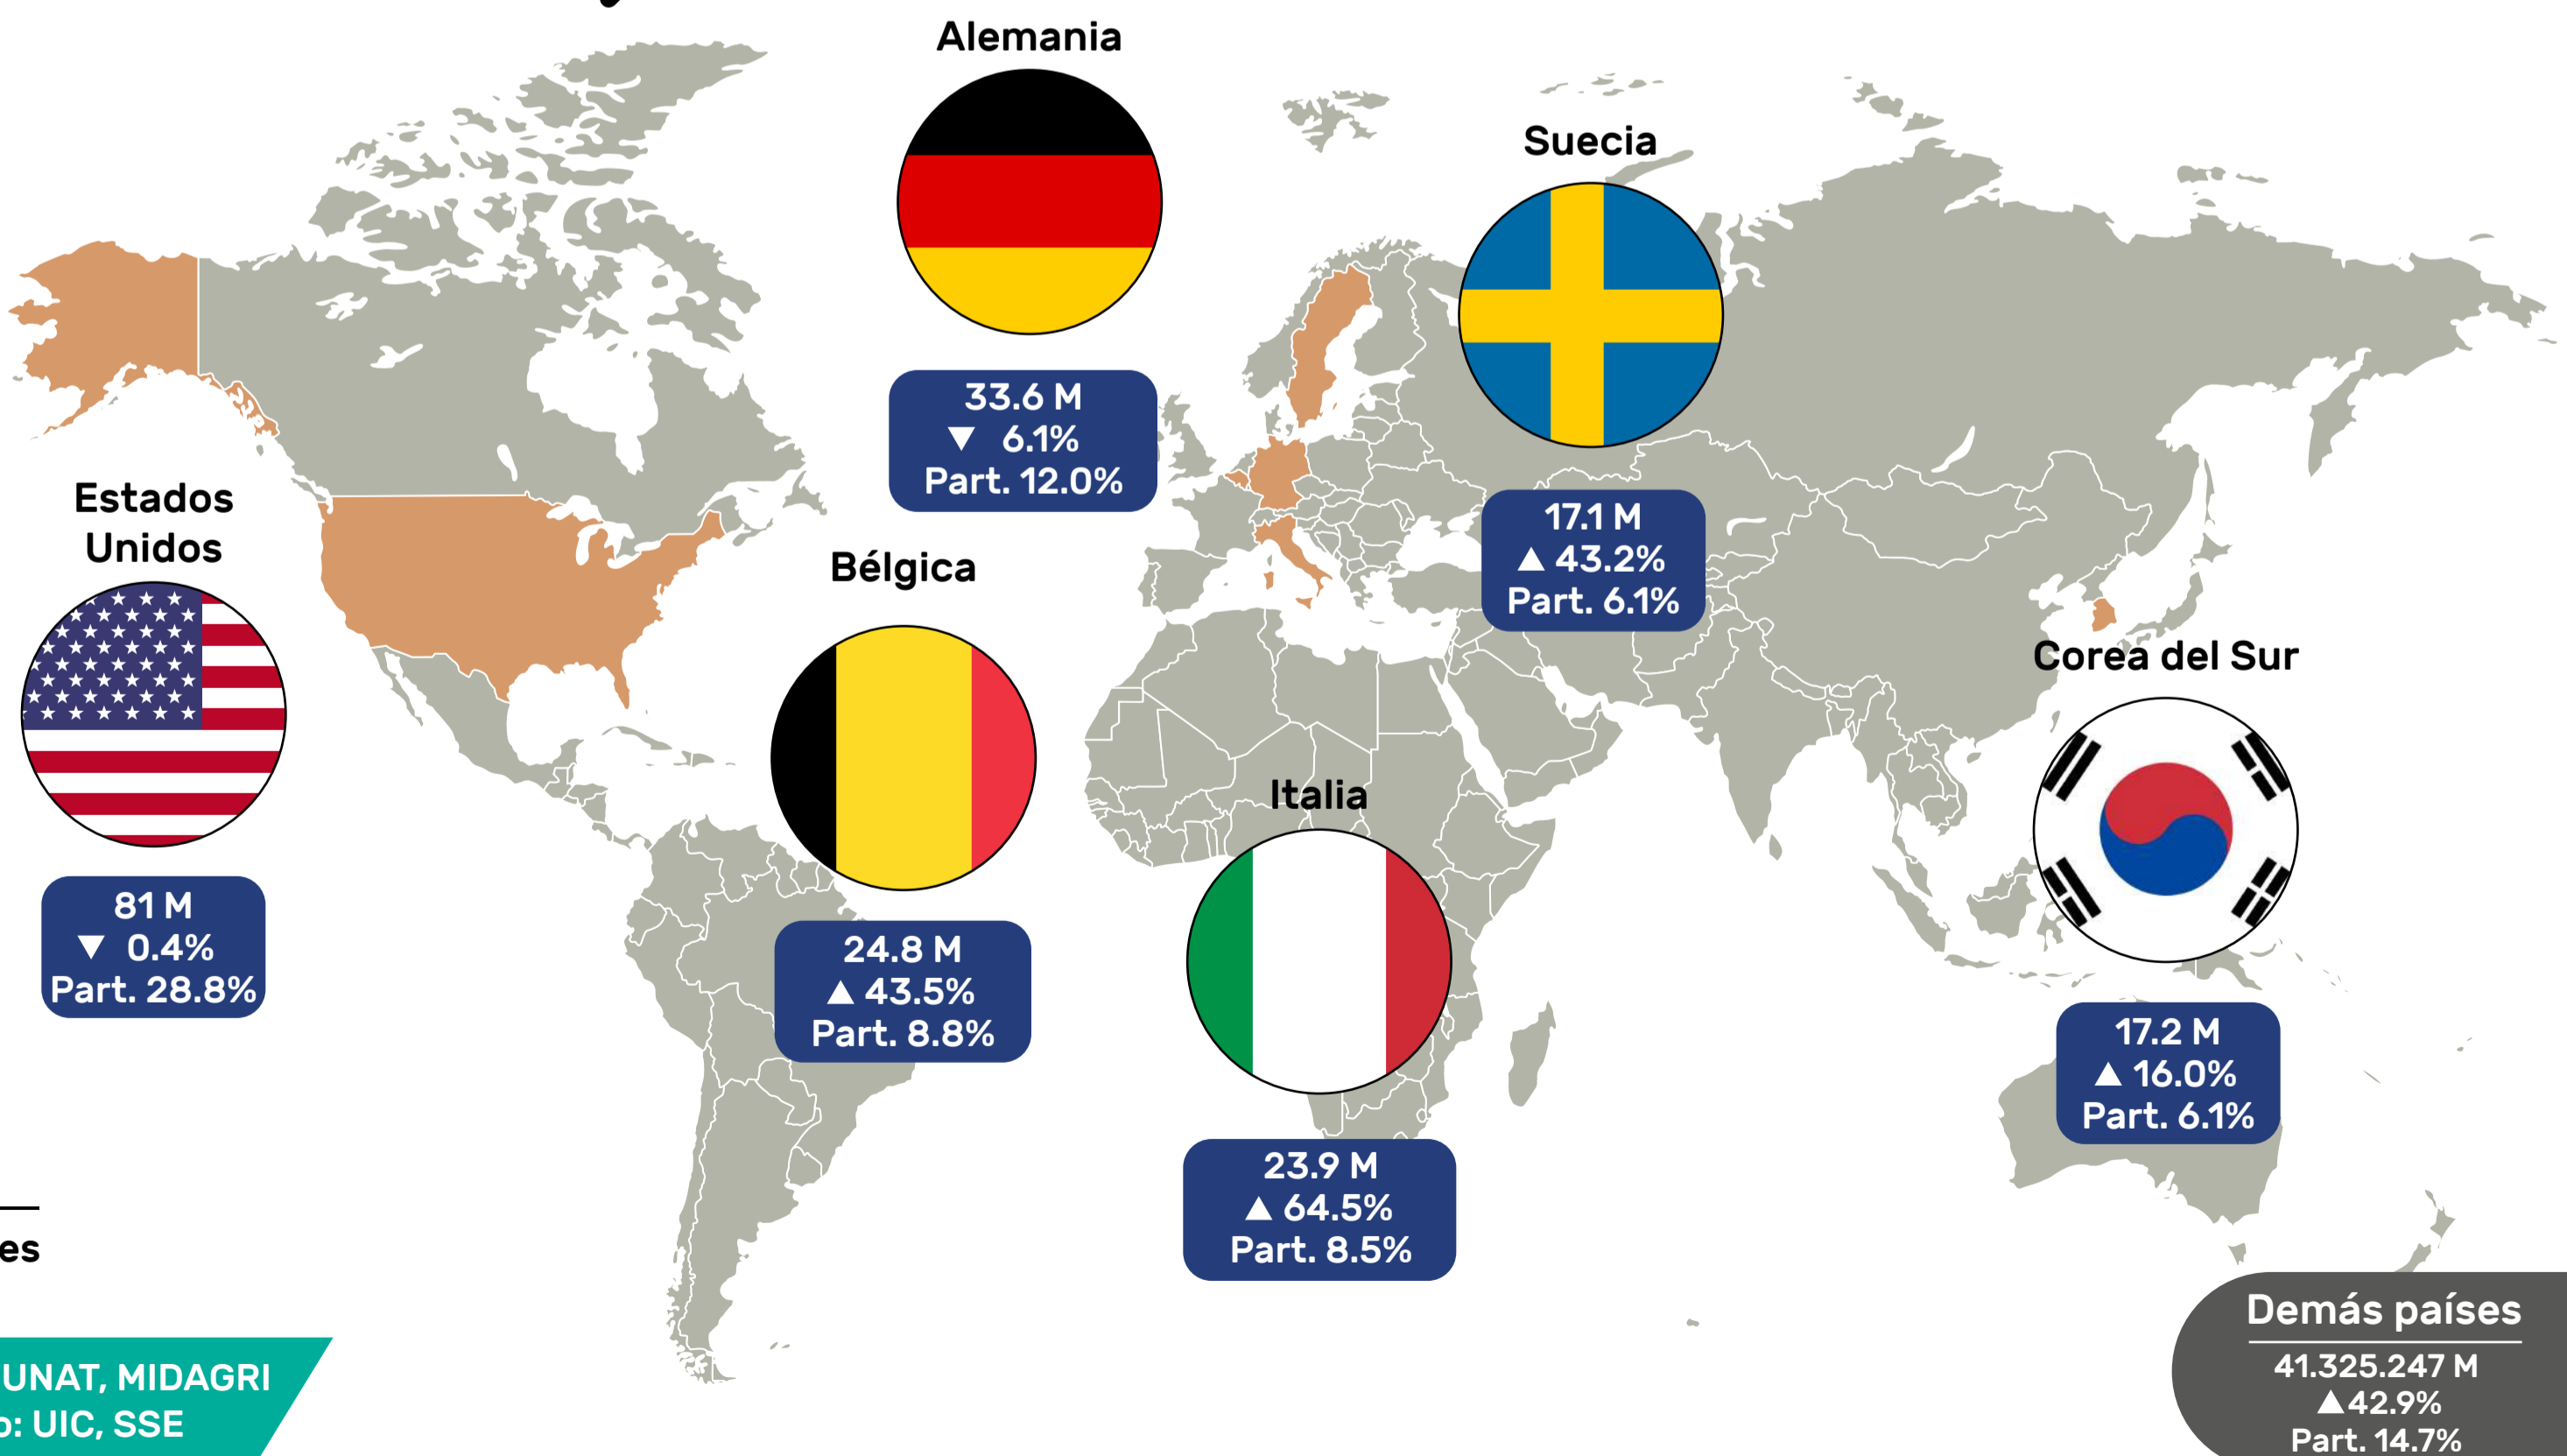 Alemania
33.6 M
▼ 6.1%
Part. 12.0%
Suecia
17.1 M
▲ 43.2%
Part. 6.1%
Estados
Unidos
81 M
▼ 0.4%
Part. 28.8%
Bélgica
24.8 M
▲ 43.5%
Part. 8.8%
Italia
23.9 M
▲ 64.5%
Part. 8.5%
Corea del Sur
17.2 M
▲ 16.0%
Part. 6.1%
es
UNAT, MIDAGRI
o: UIC, SSE
Demás países
41.325.247 M
▲42.9%
Part. 14.7%